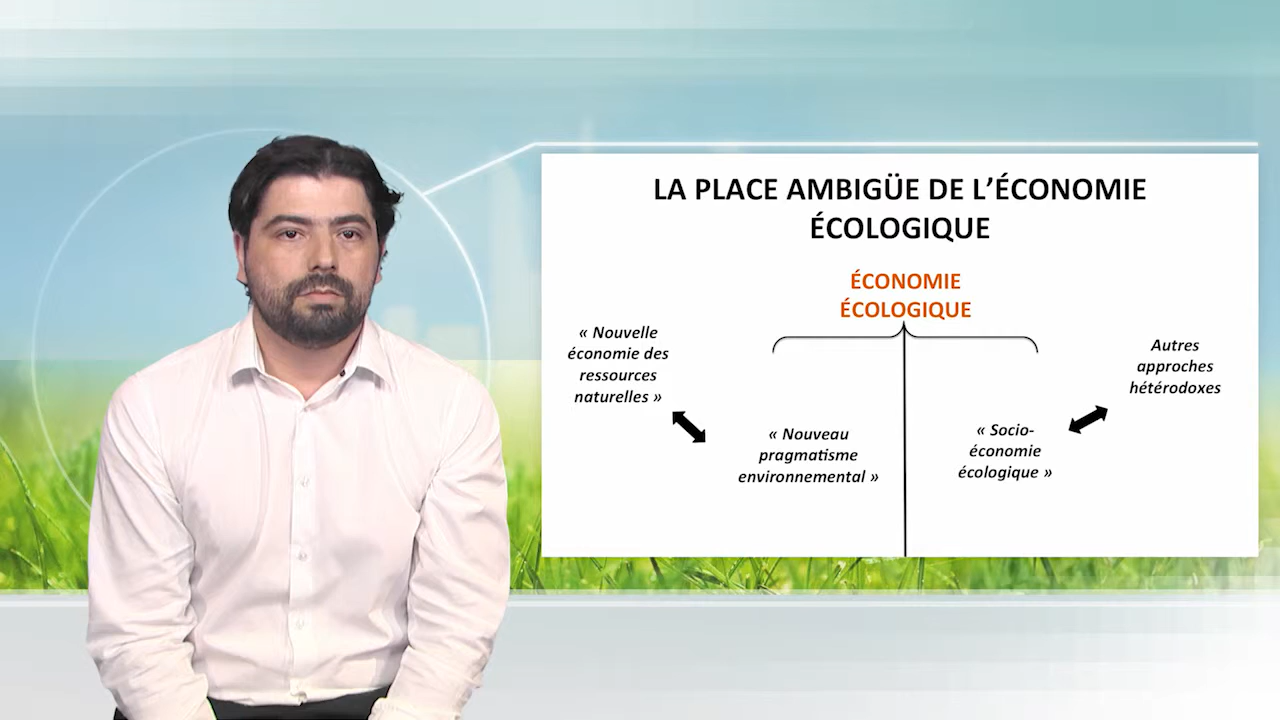 LA PLACE AMBIGÜE DE L’ÉCONOMIE
ÉCOLOGIQUE
ÉCONOMIE
ÉCOLOGIQUE
« Nouvelle
économie des
ressources
naturelles »
Autres
approches
hétérodoxes
« Nouveau
pragmatisme
environnemental »
« Socio-
économie
écologique »